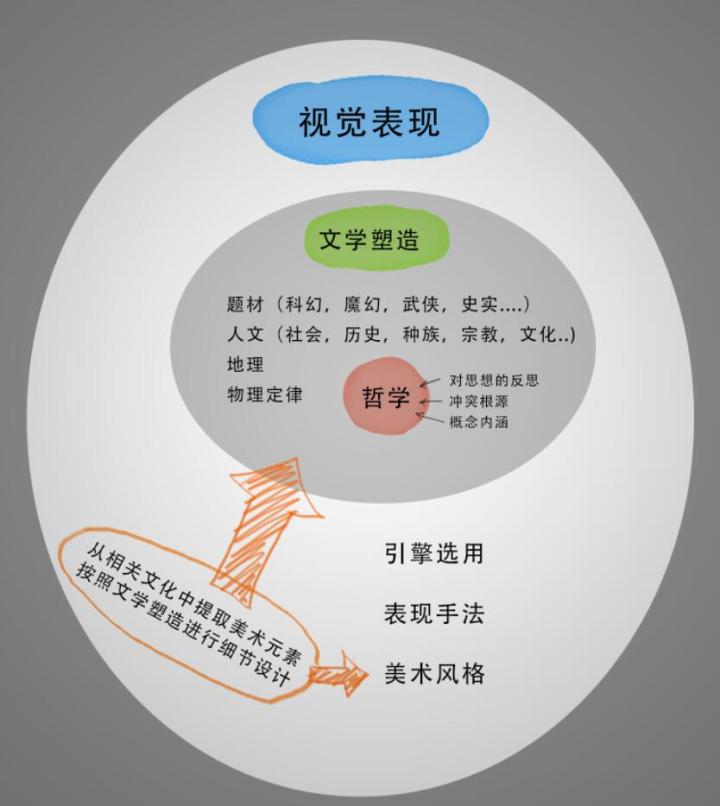 视觉表现
文学塑造
题材（科幻，魔幻，武侠，史实....）
人文（社会，历史，种族，宗教，文化..)
地理
物理定律
哲学
对思想的反思
冲突根源
概念内涵
从相关文化中提取美术元素
按照文学塑造进行细节设计
引擎选用
表现手法
美术风格